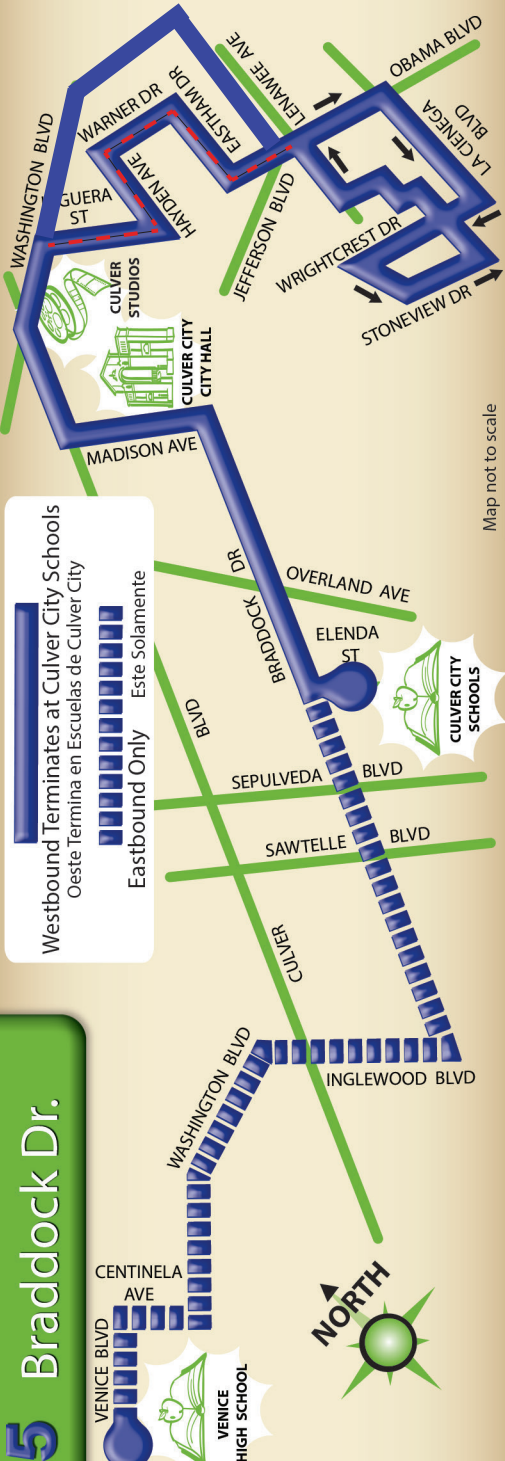 5 Braddock Dr.
Westbound Terminates at Culver City Schools
Oeste Termina en Escuelas de Culver City
Eastbound Only Este Solamente
WASHINGTON BLVD
WARNER DR
EASTHAM DR
LENAWEE AVE
OBAMA BLVD
LA CIENEGA
BLVD
GUERA
ST
HAYDEN AVE
JEFFERSON BLVD
WRIGHTCREST DR
STONEVIEW DR
CULVER
STUDIOS
CULVER CITY
CITY HALL
MADISON AVE
BRADDOCK DR
OVERLAND AVE
ELENDA
ST
CULVER CITY
SCHOOLS
SEPULVEDA BLVD
SAWTELLE BLVD
CULVER BLVD
WASHINGTON BLVD
INGLEWOOD BLVD
CENTINELA
AVE
VENICE BLVD
VENICE
HIGH SCHOOL
NORTH
Map not to scale